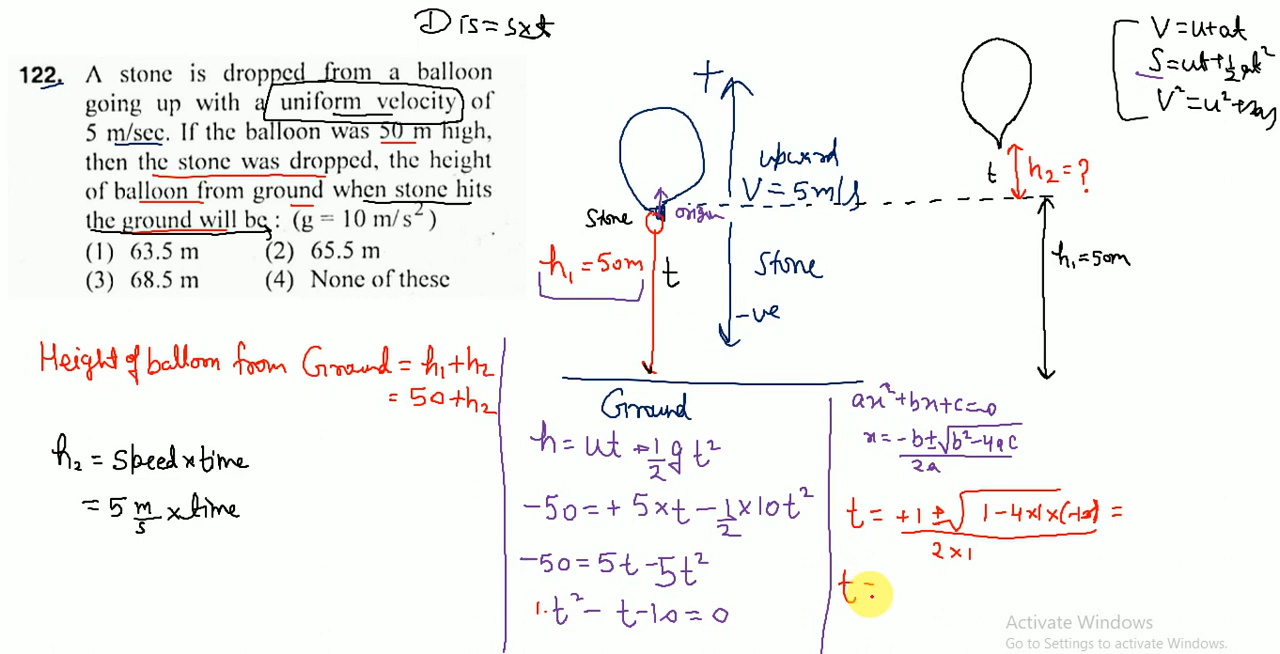 Dis = s×t
122. A stone is dropped from a balloon
going up with a uniform velocity of
5 m/sec. If the balloon was 50 m high,
then the stone was dropped, the height
of balloon from ground when stone hits
the ground will be : (g = 10 m/s²)
(1) 63.5 m (2) 65.5 m
(3) 68.5 m (4) None of these
+
upward
V = 5m/s
Stone
origin
h₁ = 50m
t
Stone
-ve
Ground
t
h₂ = ?
h₁ = 50m
V = u+at
S = ut+½at²
V² = u²+2as
Height of balloon from Ground = h₁+h₂
= 50+h₂
h₂ = Speed × time
= 5 m/s × time
h = ut + ½ g t²
-50 = + 5×t - ½×10t²
-50 = 5t - 5t²
1. t² - t - 10 = 0
ax²+bx+c=0
x = -b±√b²-4ac / 2a
t = +1 ± √1-4×1×(-10) / 2×1 =
t =
Activate Windows
Go to Settings to activate Windows.